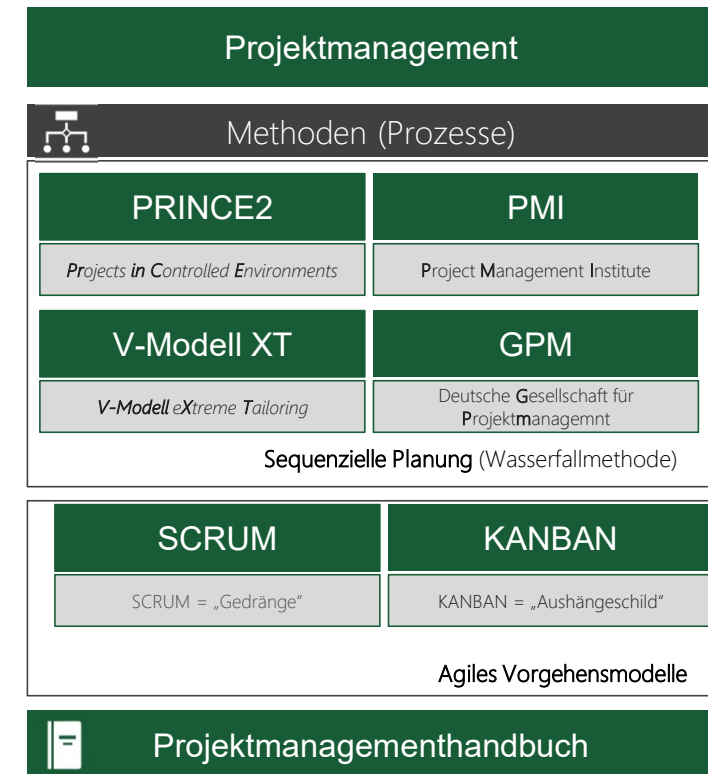 Projektmanagement
Methoden (Prozesse)
PRINCE2
PMI
Projects in Controlled Environments
Project Management Institute
V-Modell XT
GPM
V-Modell eXtreme Tailoring
Deutsche Gesellschaft für
Projektmanagemnt
Sequenzielle Planung (Wasserfallmethode)
SCRUM
KANBAN
SCRUM = „Gedränge“
KANBAN = „Aushängeschild“
Agiles Vorgehensmodelle
Projektmanagementhandbuch